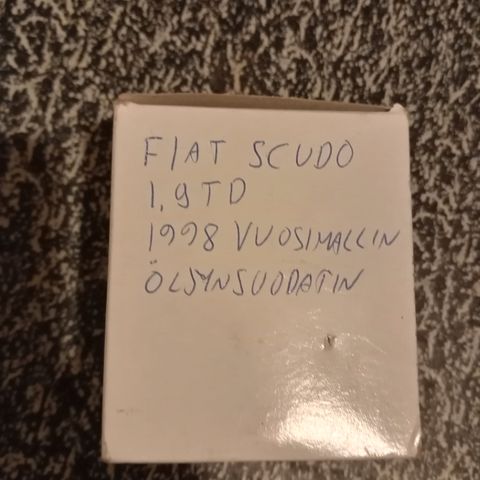 FIAT SCUDO
1.9TD
1998 VUOSIMALLIN
ÖLJYNSUODATIN